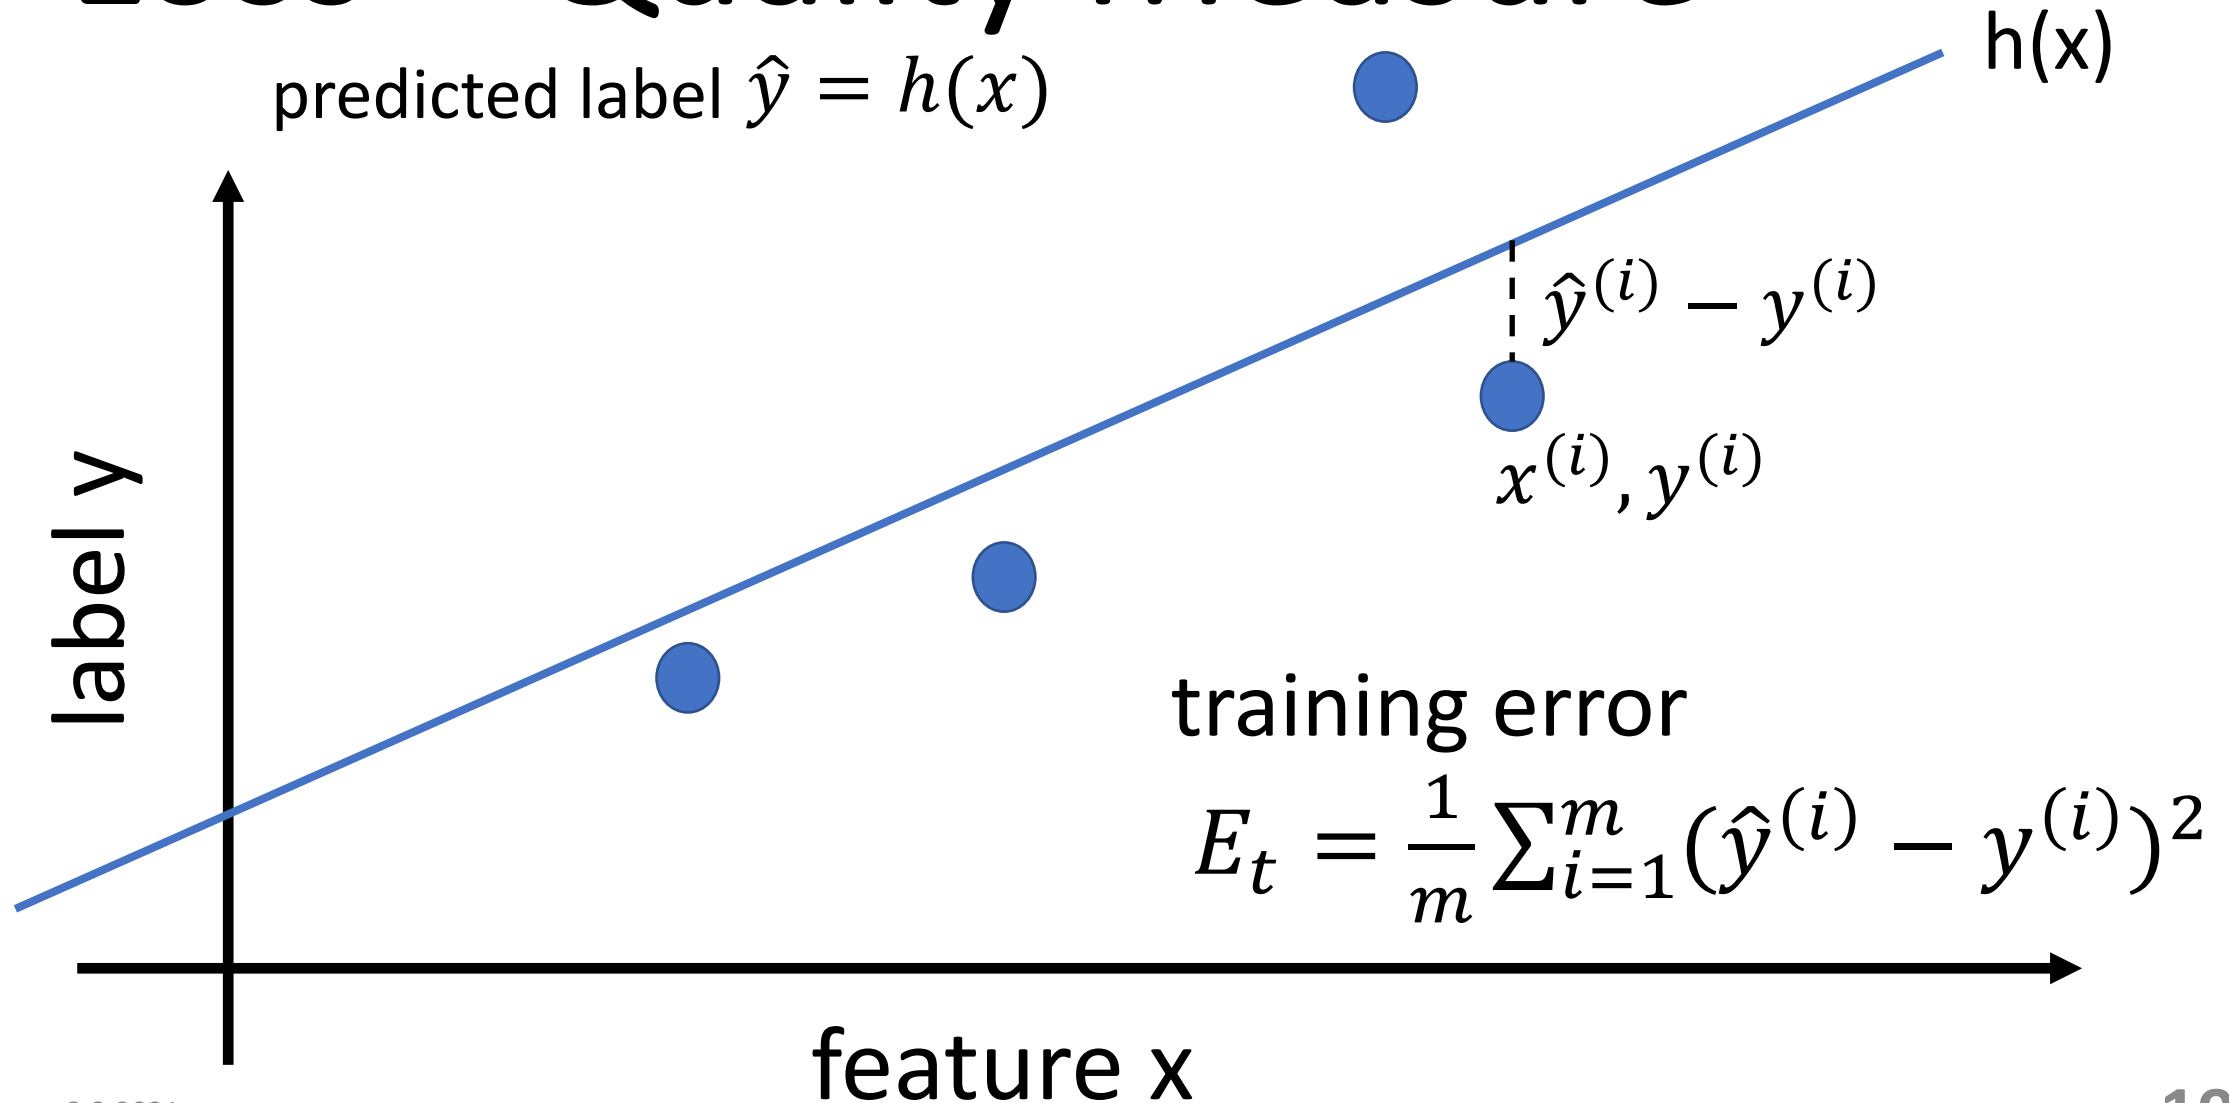 h(x)
predicted label ŷ = h(x)
ŷ^(i) − y^(i)
x^(i), y^(i)
label y
training error
E_t = 1/m ∑_{i=1}^{m} (ŷ^(i) − y^(i))^2
feature x